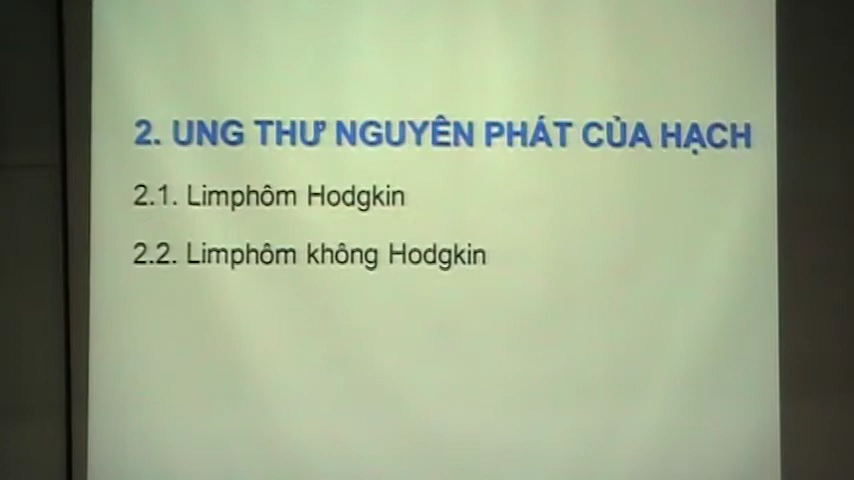 2. UNG THƯ NGUYÊN PHÁT CỦA HẠCH
2.1. Limphôm Hodgkin
2.2. Limphôm không Hodgkin